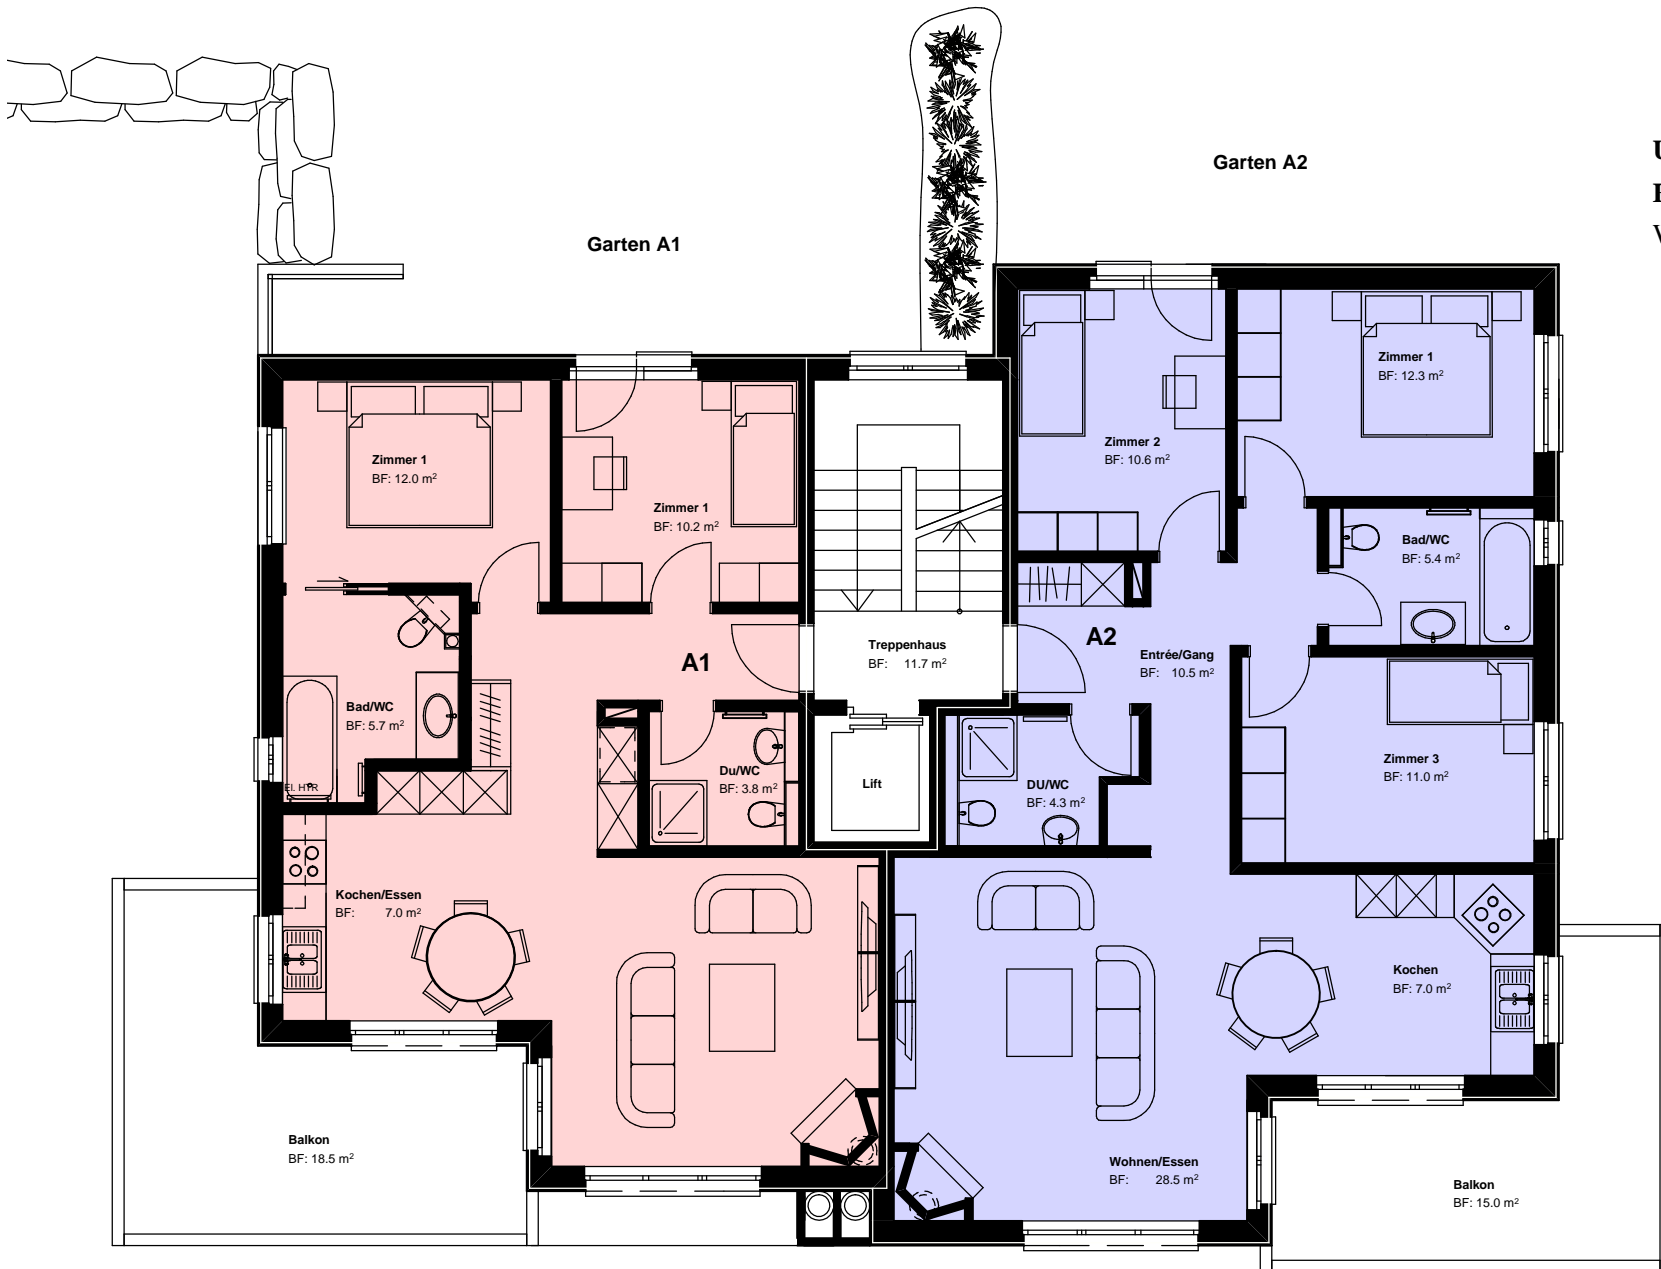 Garten A2
Garten A1
Zimmer 1
BF: 12.3 m²
Zimmer 2
BF: 10.6 m²
Zimmer 1
BF: 12.0 m²
Zimmer 1
BF: 10.2 m²
Bad/WC
BF: 5.4 m²
A2
Treppenhaus
BF: 11.7 m²
A1
Entrée/Gang
BF: 10.5 m²
Bad/WC
BF: 5.7 m²
Zimmer 3
BF: 11.0 m²
Du/WC
BF: 3.8 m²
Lift
DU/WC
BF: 4.3 m²
El. HTR
Kochen/Essen
BF: 7.0 m²
Kochen
BF: 7.0 m²
Balkon
BF: 18.5 m²
Wohnen/Essen
BF: 28.5 m²
Balkon
BF: 15.0 m²